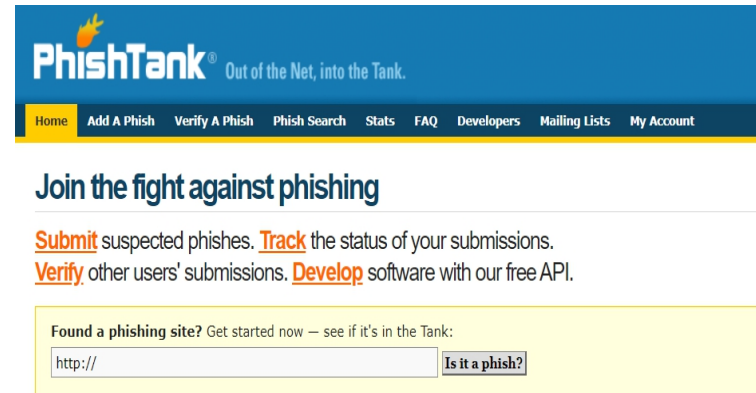 PhishTank® Out of the Net, into the Tank.
Home Add A Phish Verify A Phish Phish Search Stats FAQ Developers Mailing Lists My Account
Join the fight against phishing
Submit suspected phishes. Track the status of your submissions.
Verify other users' submissions. Develop software with our free API.
Found a phishing site? Get started now — see if it's in the Tank:
http:// Is it a phish?